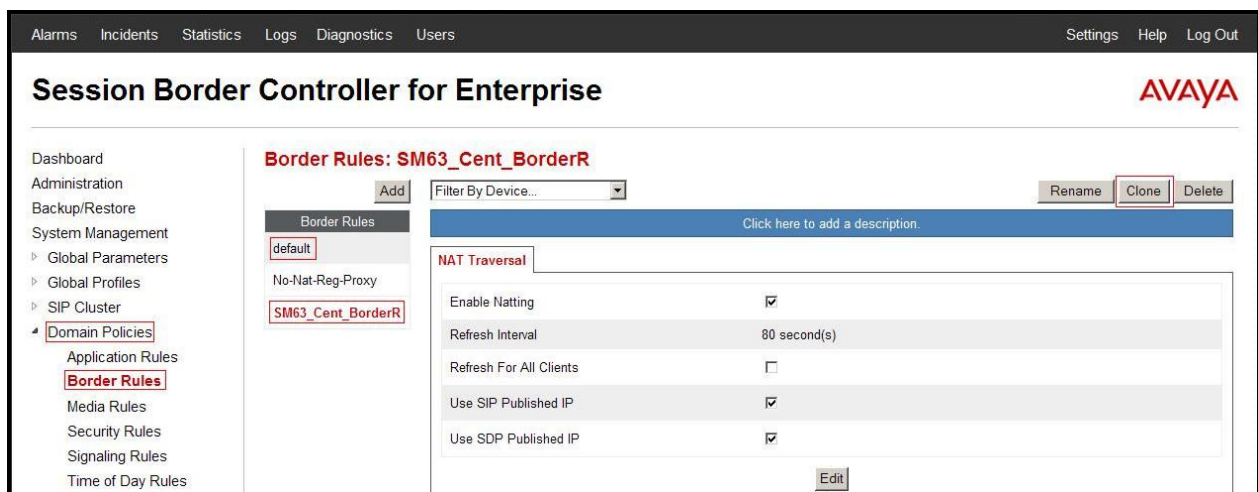 Alarms Incidents Statistics Logs Diagnostics Users Settings Help Log Out
Session Border Controller for Enterprise
AVAYA
Dashboard
Administration
Backup/Restore
System Management
Global Parameters
Global Profiles
SIP Cluster
Domain Policies
Application Rules
Border Rules
Media Rules
Security Rules
Signaling Rules
Time of Day Rules
Border Rules: SM63_Cent_BorderR
Add Filter By Device... Rename Clone Delete
Border Rules
default
No-Nat-Reg-Proxy
SM63_Cent_BorderR
Click here to add a description.
NAT Traversal
Enable Natting
Refresh Interval 80 second(s)
Refresh For All Clients
Use SIP Published IP
Use SDP Published IP
Edit